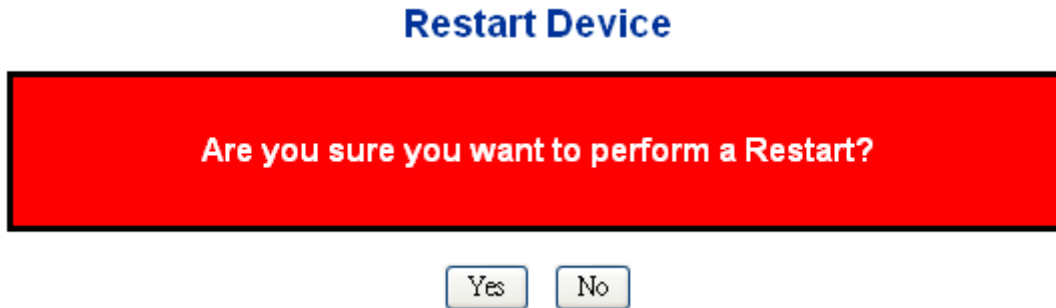 Restart Device
Are you sure you want to perform a Restart?
Yes No